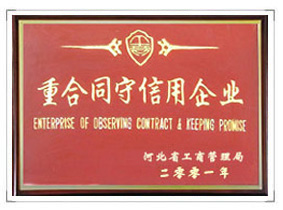 重合同守信用企业
ENTERPRISE OF OBSERVING CONTRACT & KEEPING PROMISE
河北省工商管理局
二零零一年